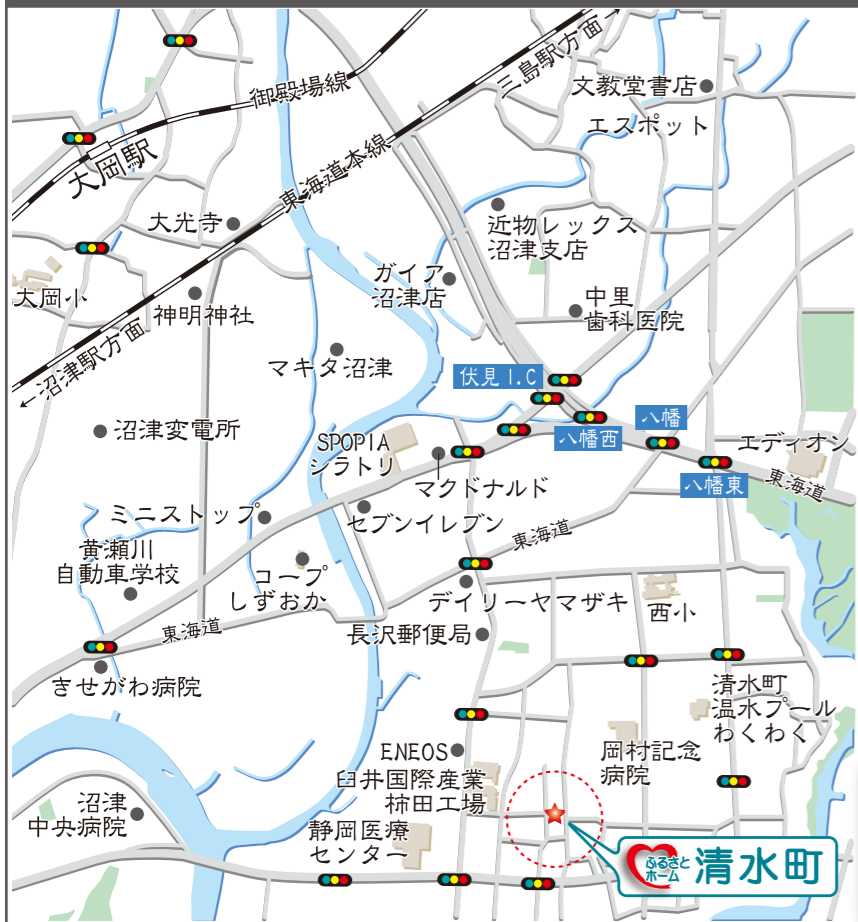 三島駅方面→
文教堂書店
御殿場線
エスポット
大岡駅
東海道本線
大光寺
近物レックス
沼津支店
ガイア
沼津店
大岡小
神明神社
中里
歯科医院
←沼津駅方面
マキタ沼津
伏見I.C
八幡西
八幡
八幡東
エディオン
東海道
沼津変電所
SPOPIA
シラトリ
マクドナルド
ミニストップ
セブンイレブン
東海道
黄瀬川
自動車学校
コープ
しずおか
デイリーヤマザキ
西小
東海道
長沢郵便局
きせがわ病院
清水町
温水プール
わくわく
ENEOS
岡村記念
病院
臼井国際産業
柿田工場
沼津
中央病院
静岡医療
センター
ふるさと
ホーム
清水町